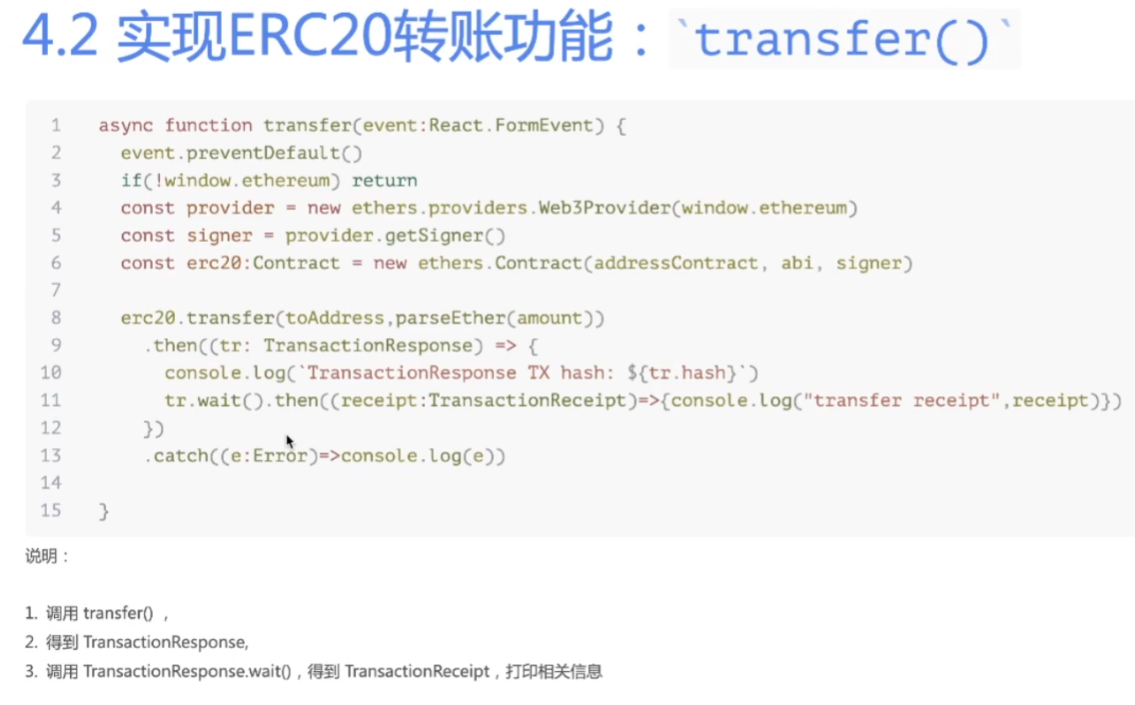 4.2 实现ERC20转账功能：`transfer()`
1 async function transfer(event:React.FormEvent) {
2 event.preventDefault()
3 if(!window.ethereum) return
4 const provider = new ethers.providers.Web3Provider(window.ethereum)
5 const signer = provider.getSigner()
6 const erc20:Contract = new ethers.Contract(addressContract, abi, signer)
7
8 erc20.transfer(toAddress,parseEther(amount))
9 .then((tr: TransactionResponse) => {
10 console.log(`TransactionResponse TX hash: ${tr.hash}`)
11 tr.wait().then((receipt:TransactionReceipt)=>{console.log("transfer receipt",receipt)})
12 })
13 .catch((e:Error)=>console.log(e))
14
15 }
说明：
1. 调用 transfer() ，
2. 得到 TransactionResponse,
3. 调用 TransactionResponse.wait()，得到 TransactionReceipt，打印相关信息